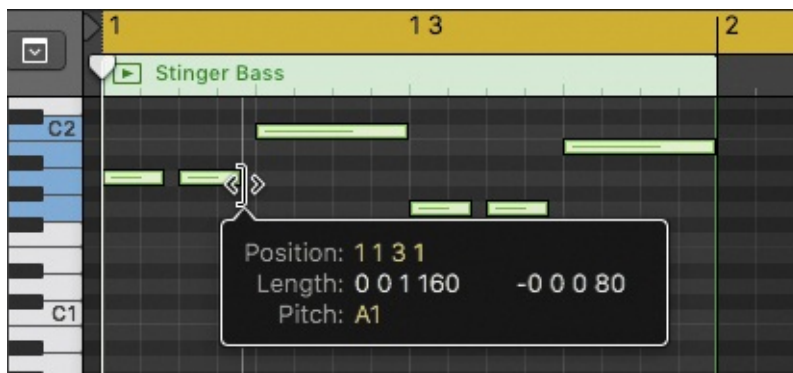 1 1 3 2
Stinger Bass
C2
Position: 1 1 3 1
Length: 0 0 1 160 -0 0 0 80
Pitch: A1
C1